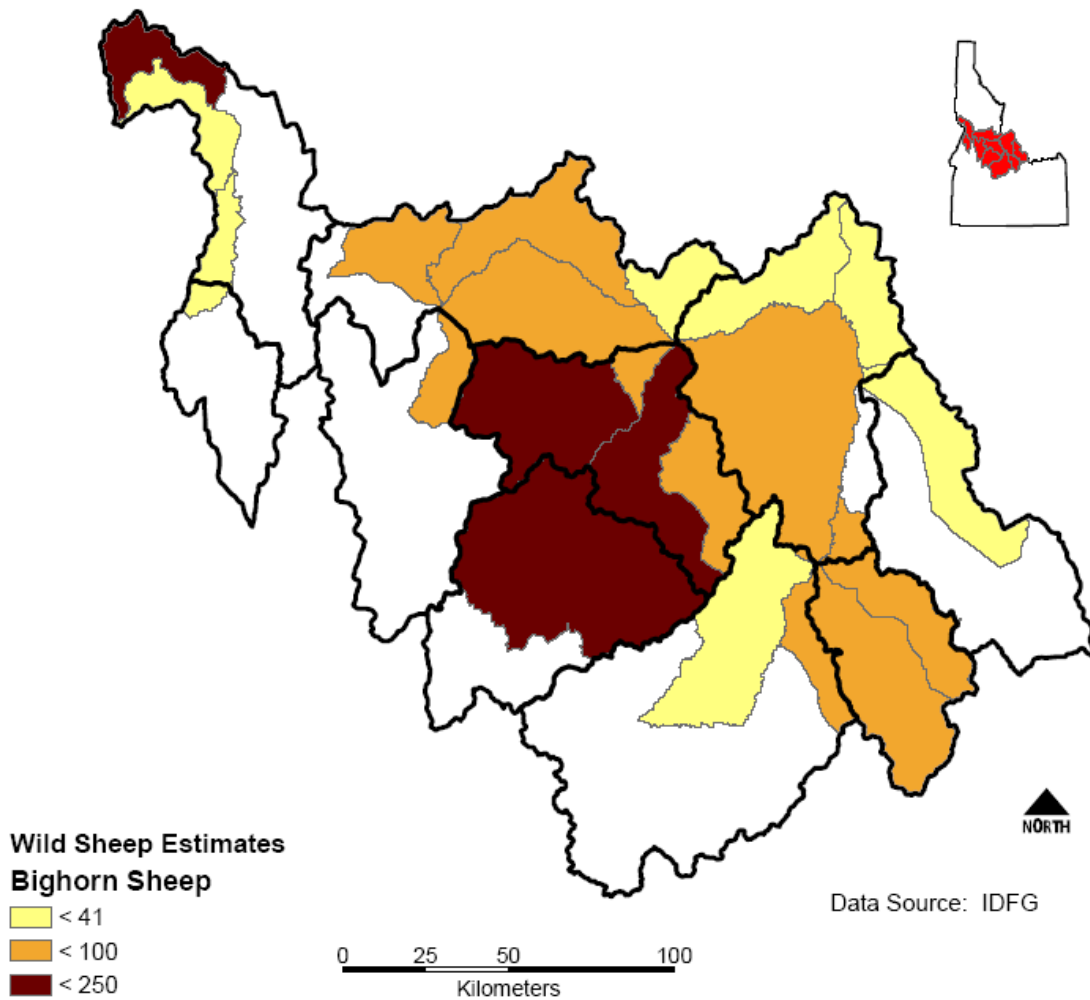 NORTH
Wild Sheep Estimates
Bighorn Sheep
< 41
< 100
< 250
Data Source: IDFG
0 25 50 100
Kilometers